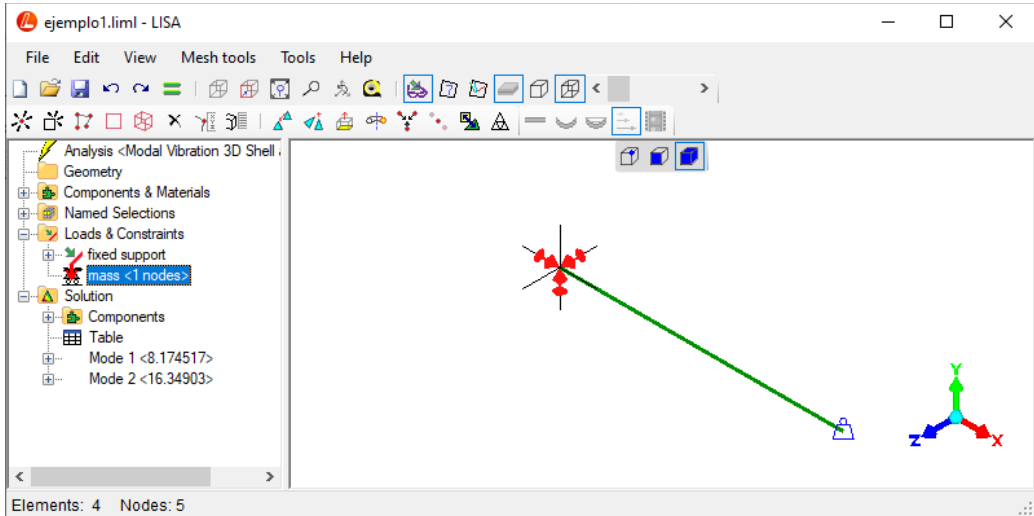 ejemplo1.liml - LISA
File Edit View Mesh tools Tools Help
Analysis <Modal Vibration 3D Shell
Geometry
Components & Materials
Named Selections
Loads & Constraints
fixed support
mass <1 nodes>
Solution
Components
Table
Mode 1 <8.174517>
Mode 2 <16.34903>
Y
Z
X
Elements: 4 Nodes: 5